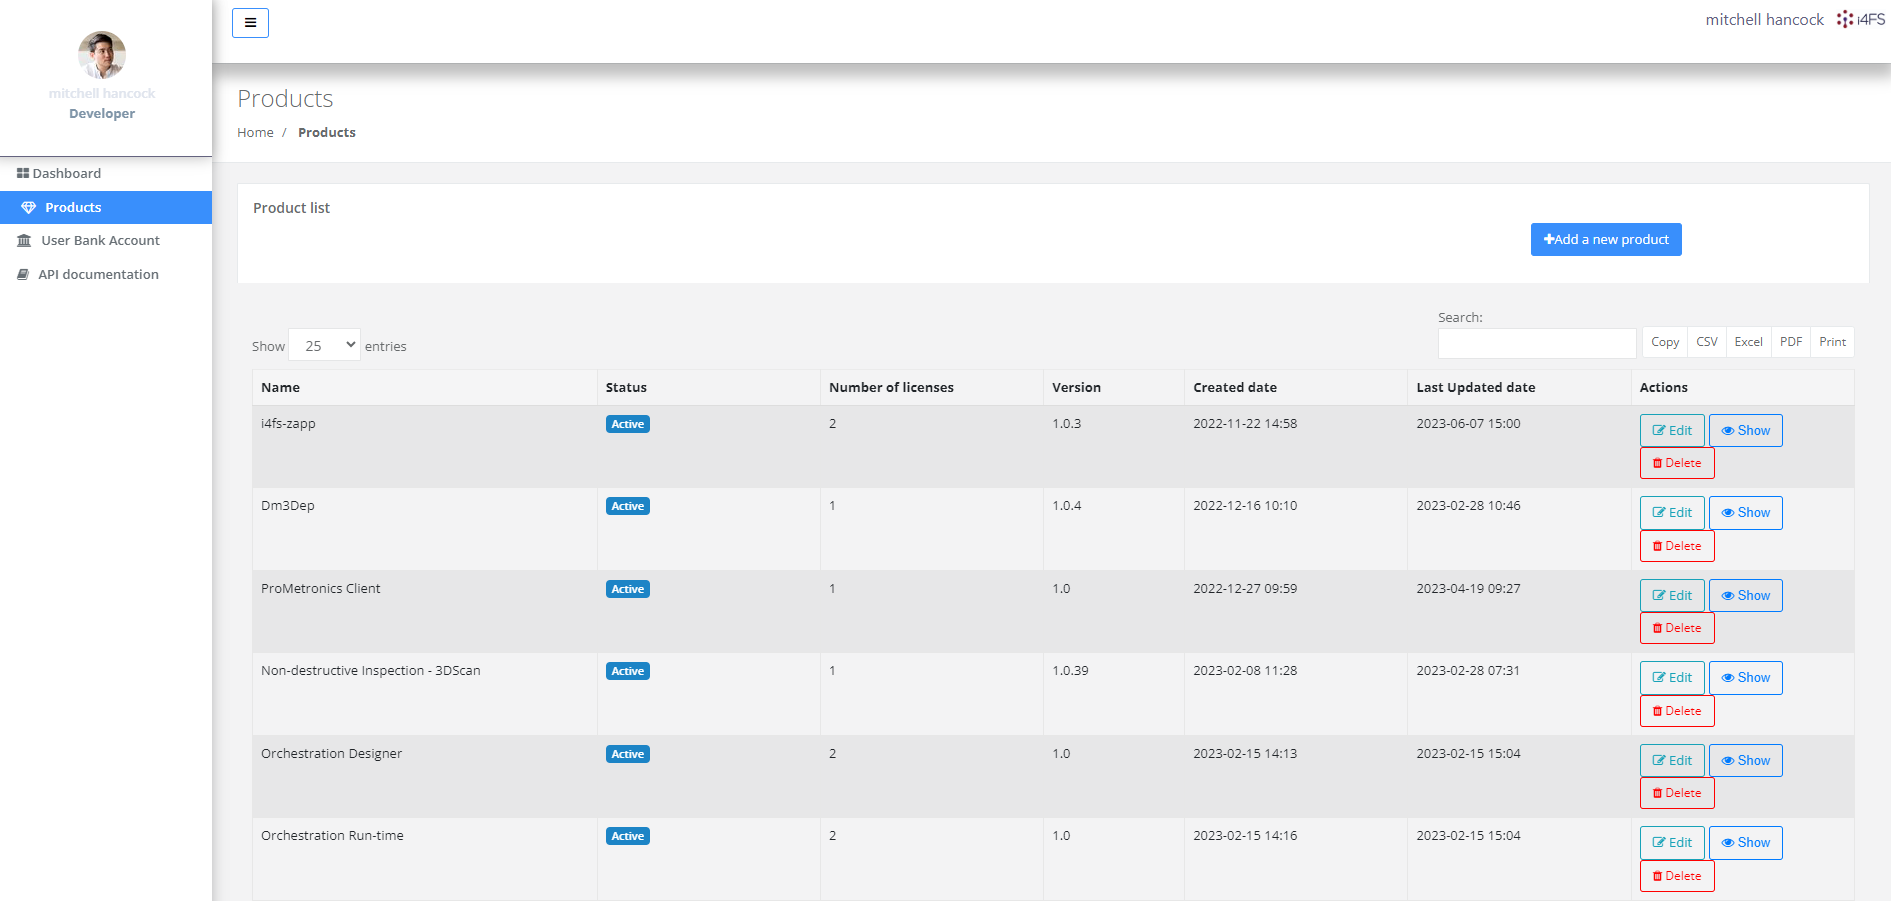 mitchell hancock i4FS
mitchell hancock
Developer
Dashboard
Products
User Bank Account
API documentation
Products
Home / Products
Product list
Add a new product
Show 25 entries
Search:
Copy CSV Excel PDF Print
Name Status Number of licenses Version Created date Last Updated date Actions
i4fs-zapp Active 2 1.0.3 2022-11-22 14:58 2023-06-07 15:00 Edit Show
Delete
Dm3Dep Active 1 1.0.4 2022-12-16 10:10 2023-02-28 10:46 Edit Show
Delete
ProMetronics Client Active 1 1.0 2022-12-27 09:59 2023-04-19 09:27 Edit Show
Delete
Non-destructive Inspection - 3DScan Active 1 1.0.39 2023-02-08 11:28 2023-02-28 07:31 Edit Show
Delete
Orchestration Designer Active 2 1.0 2023-02-15 14:13 2023-02-15 15:04 Edit Show
Delete
Orchestration Run-time Active 2 1.0 2023-02-15 14:16 2023-02-15 15:04 Edit Show
Delete